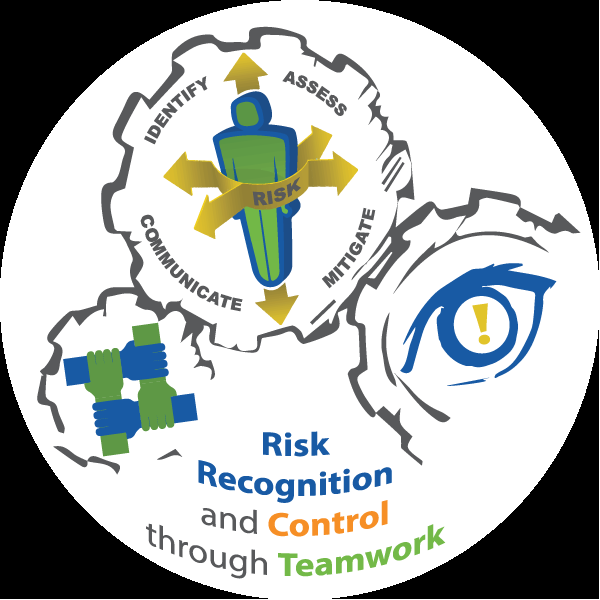 IDENTIFY
ASSESS
RISK
COMMUNICATE
MITIGATE
!
Risk
Recognition
and Control
through Teamwork